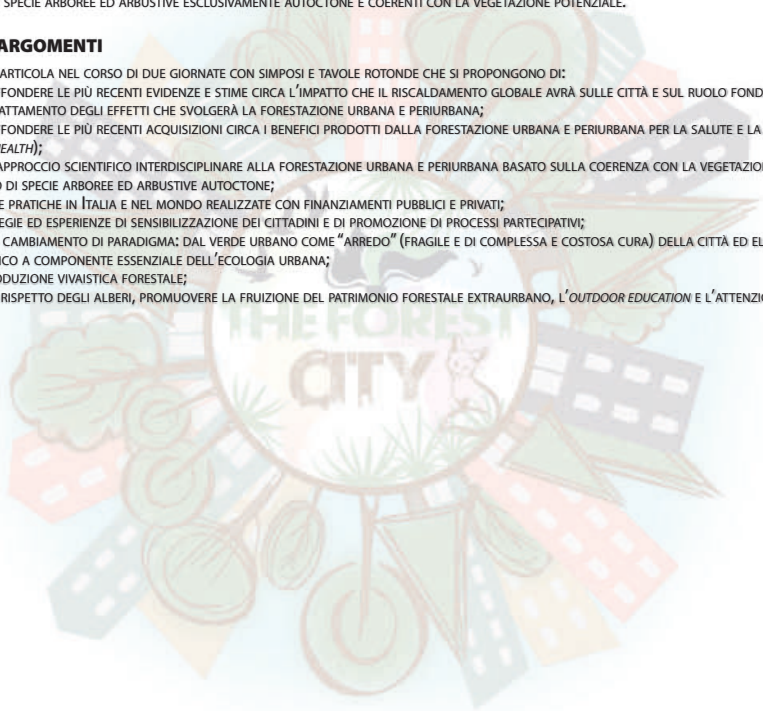 SPECIE ARBOREE ED ARBUSTIVE ESCLUSIVAMENTE AUTOCTONE E COERENTI CON LA VEGETAZIONE POTENZIALE.
ARGOMENTI
ARTICOLA NEL CORSO DI DUE GIORNATE CON SIMPOSI E TAVOLE ROTONDE CHE SI PROPONGONO DI:
FONDERE LE PIÙ RECENTI EVIDENZE E STIME CIRCA L'IMPATTO CHE IL RISCALDAMENTO GLOBALE AVRÀ SULLE CITTÀ E SUL RUOLO FOND
ATTAMENTO DEGLI EFFETTI CHE SVOLGERÀ LA FORESTAZIONE URBANA E PERIURBANA;
FONDERE LE PIÙ RECENTI ACQUISIZIONI CIRCA I BENEFICI PRODOTTI DALLA FORESTAZIONE URBANA E PERIURBANA PER LA SALUTE E LA
HEALTH);
APPROCCIO SCIENTIFICO INTERDISCIPLINARE ALLA FORESTAZIONE URBANA E PERIURBANA BASATO SULLA COERENZA CON LA VEGETAZION
O DI SPECIE ARBOREE ED ARBUSTIVE AUTOCTONE;
E PRATICHE IN ITALIA E NEL MONDO REALIZZATE CON FINANZIAMENTI PUBBLICI E PRIVATI;
EGIE ED ESPERIENZE DI SENSIBILIZZAZIONE DEI CITTADINI E DI PROMOZIONE DI PROCESSI PARTECIPATIVI;
CAMBIAMENTO DI PARADIGMA: DAL VERDE URBANO COME "ARREDO" (FRAGILE E DI COMPLESSA E COSTOSA CURA) DELLA CITTÀ ED EL
ICO A COMPONENTE ESSENZIALE DELL'ECOLOGIA URBANA;
ODUZIONE VIVAISTICA FORESTALE;
RISPETTO DEGLI ALBERI, PROMUOVERE LA FRUIZIONE DEL PATRIMONIO FORESTALE EXTRAURBANO, L'OUTDOOR EDUCATION E L'ATTENZIO
THE FOREST
CITY